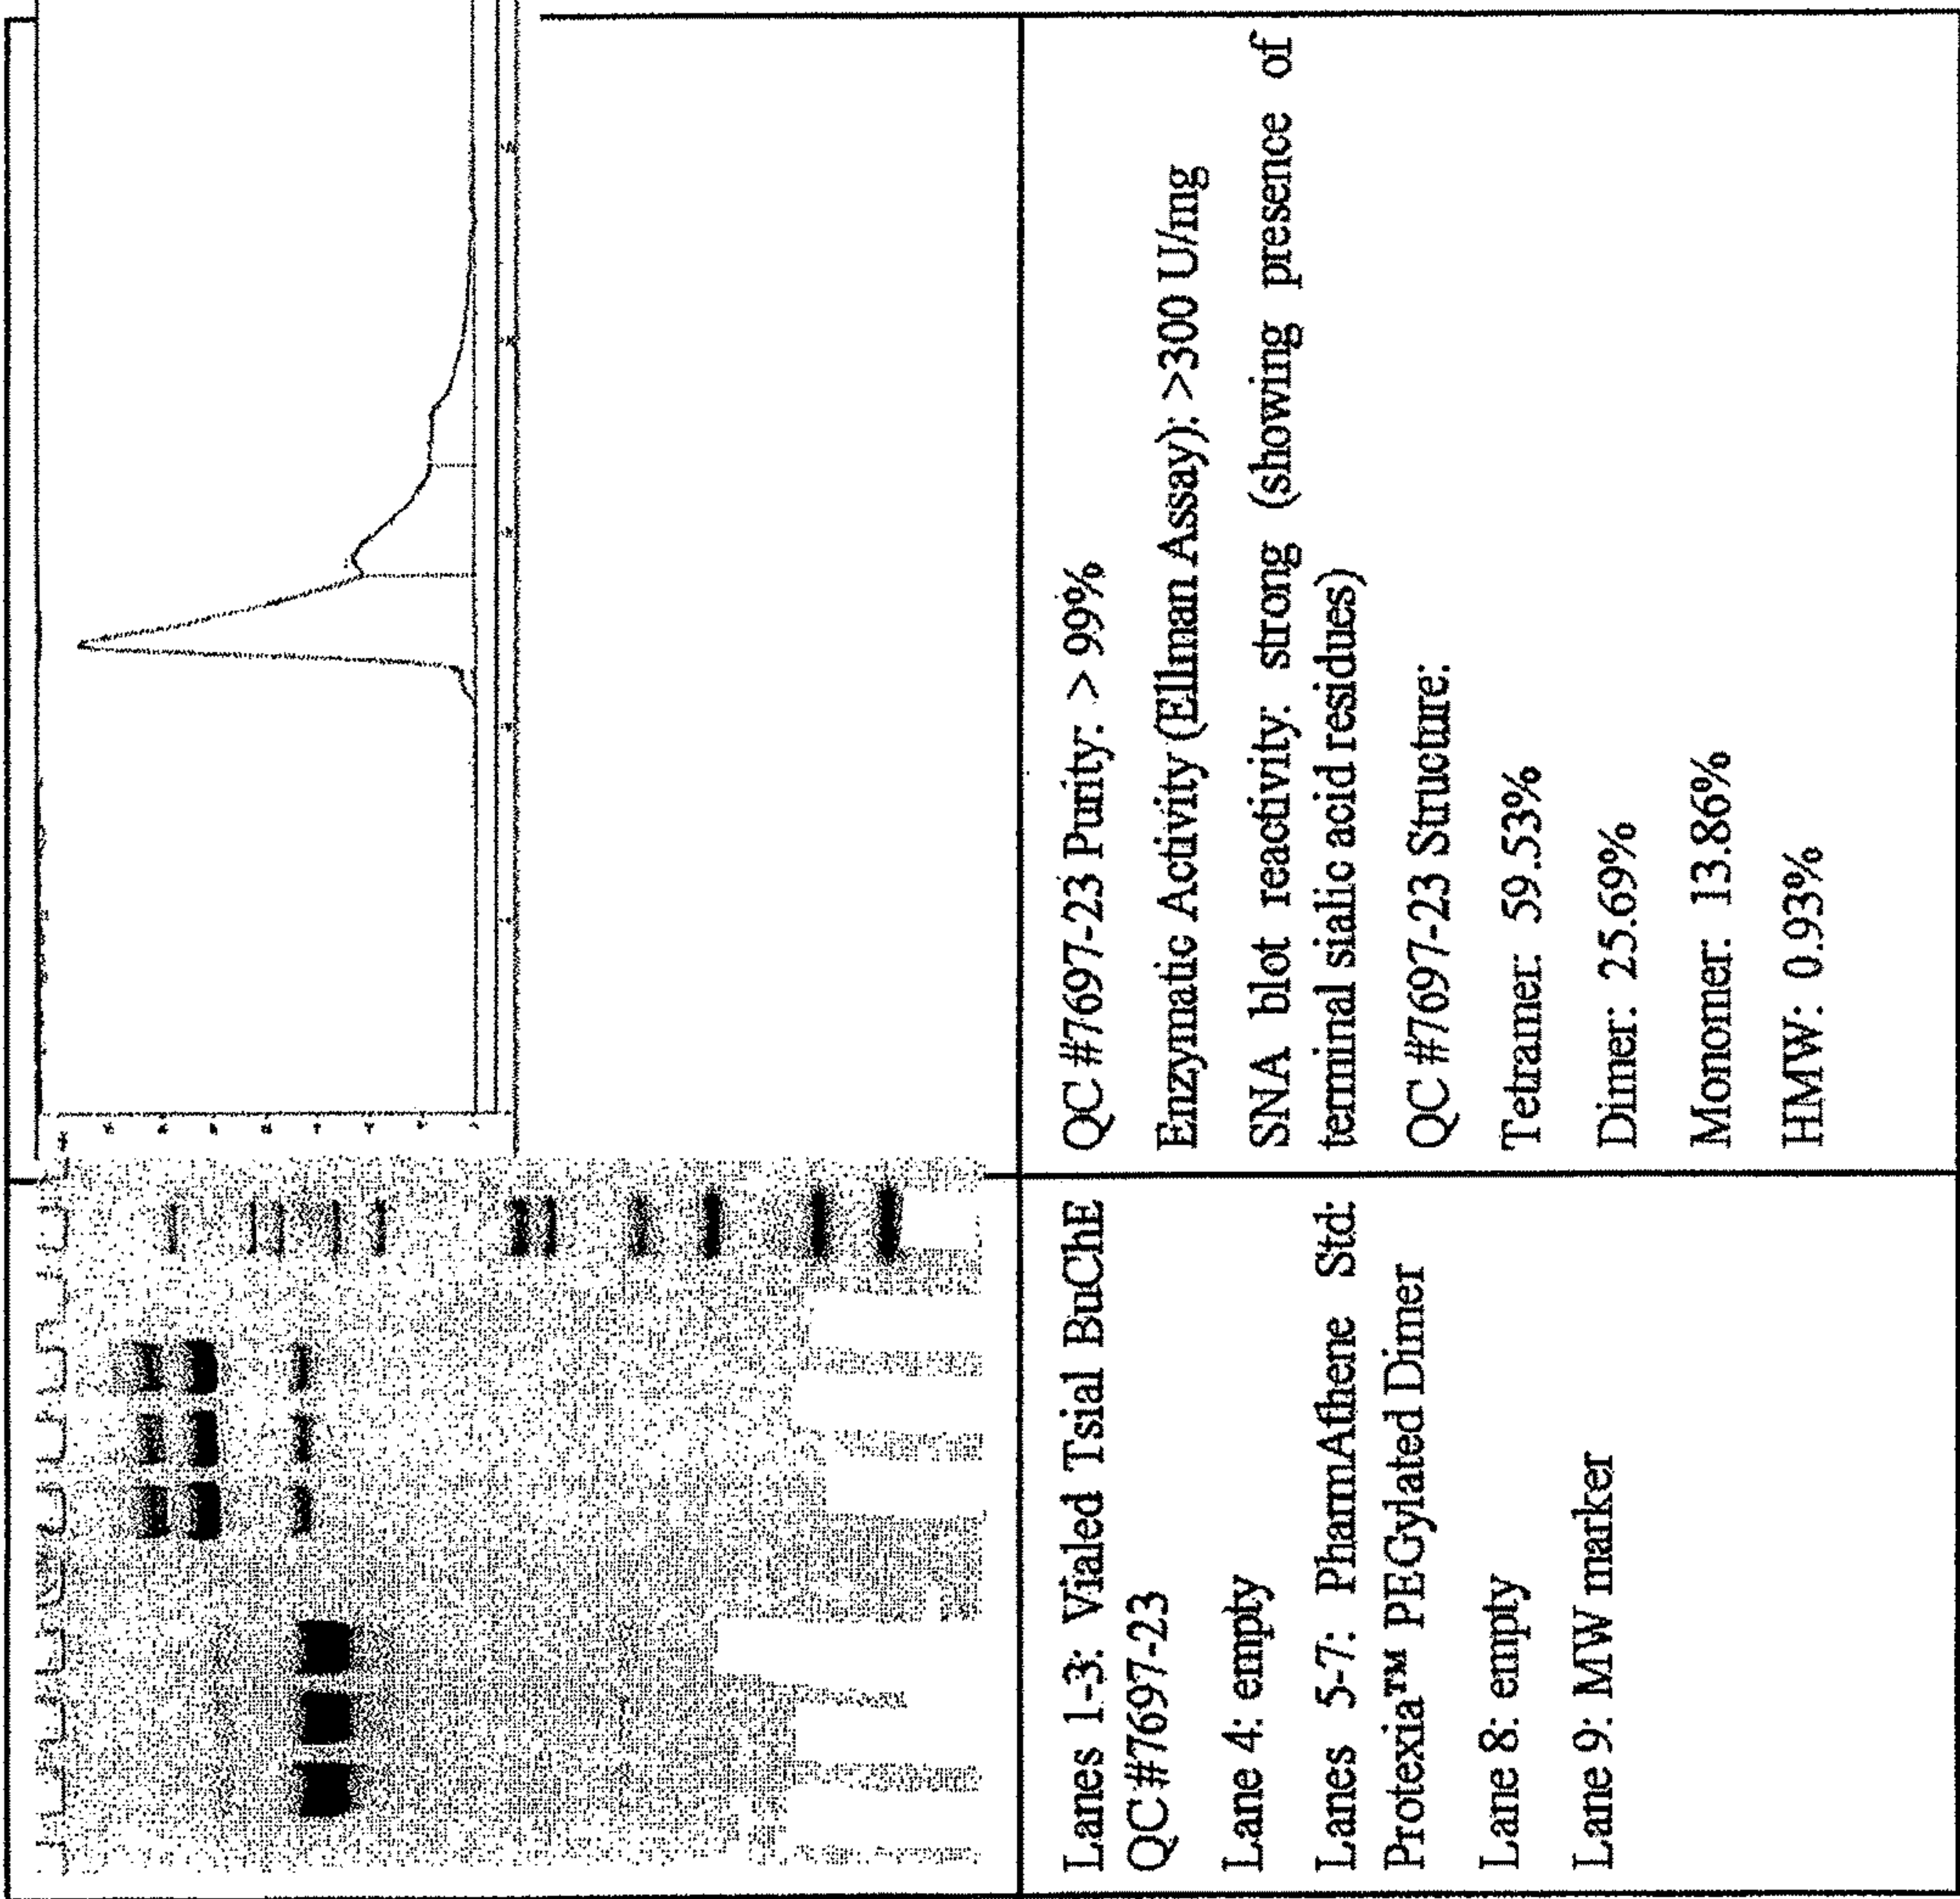 Lanes 1-3: Vialed Tsial BuChE
QC#7697-23
Lane 4: empty
Lanes 5-7: PharmAthene Std:
Protexia™ PEGylated Dimer
Lane 8: empty
Lane 9: MW marker
QC #7697-23 Purity: > 99%
Enzymatic Activity (Ellman Assay): >300 U/mg
SNA blot reactivity: strong (showing presence of
terminal sialic acid residues)
QC #7697-23 Structure:
Tetramer: 59.53%
Dimer: 25.69%
Monomer: 13.86%
HMW: 0.93%